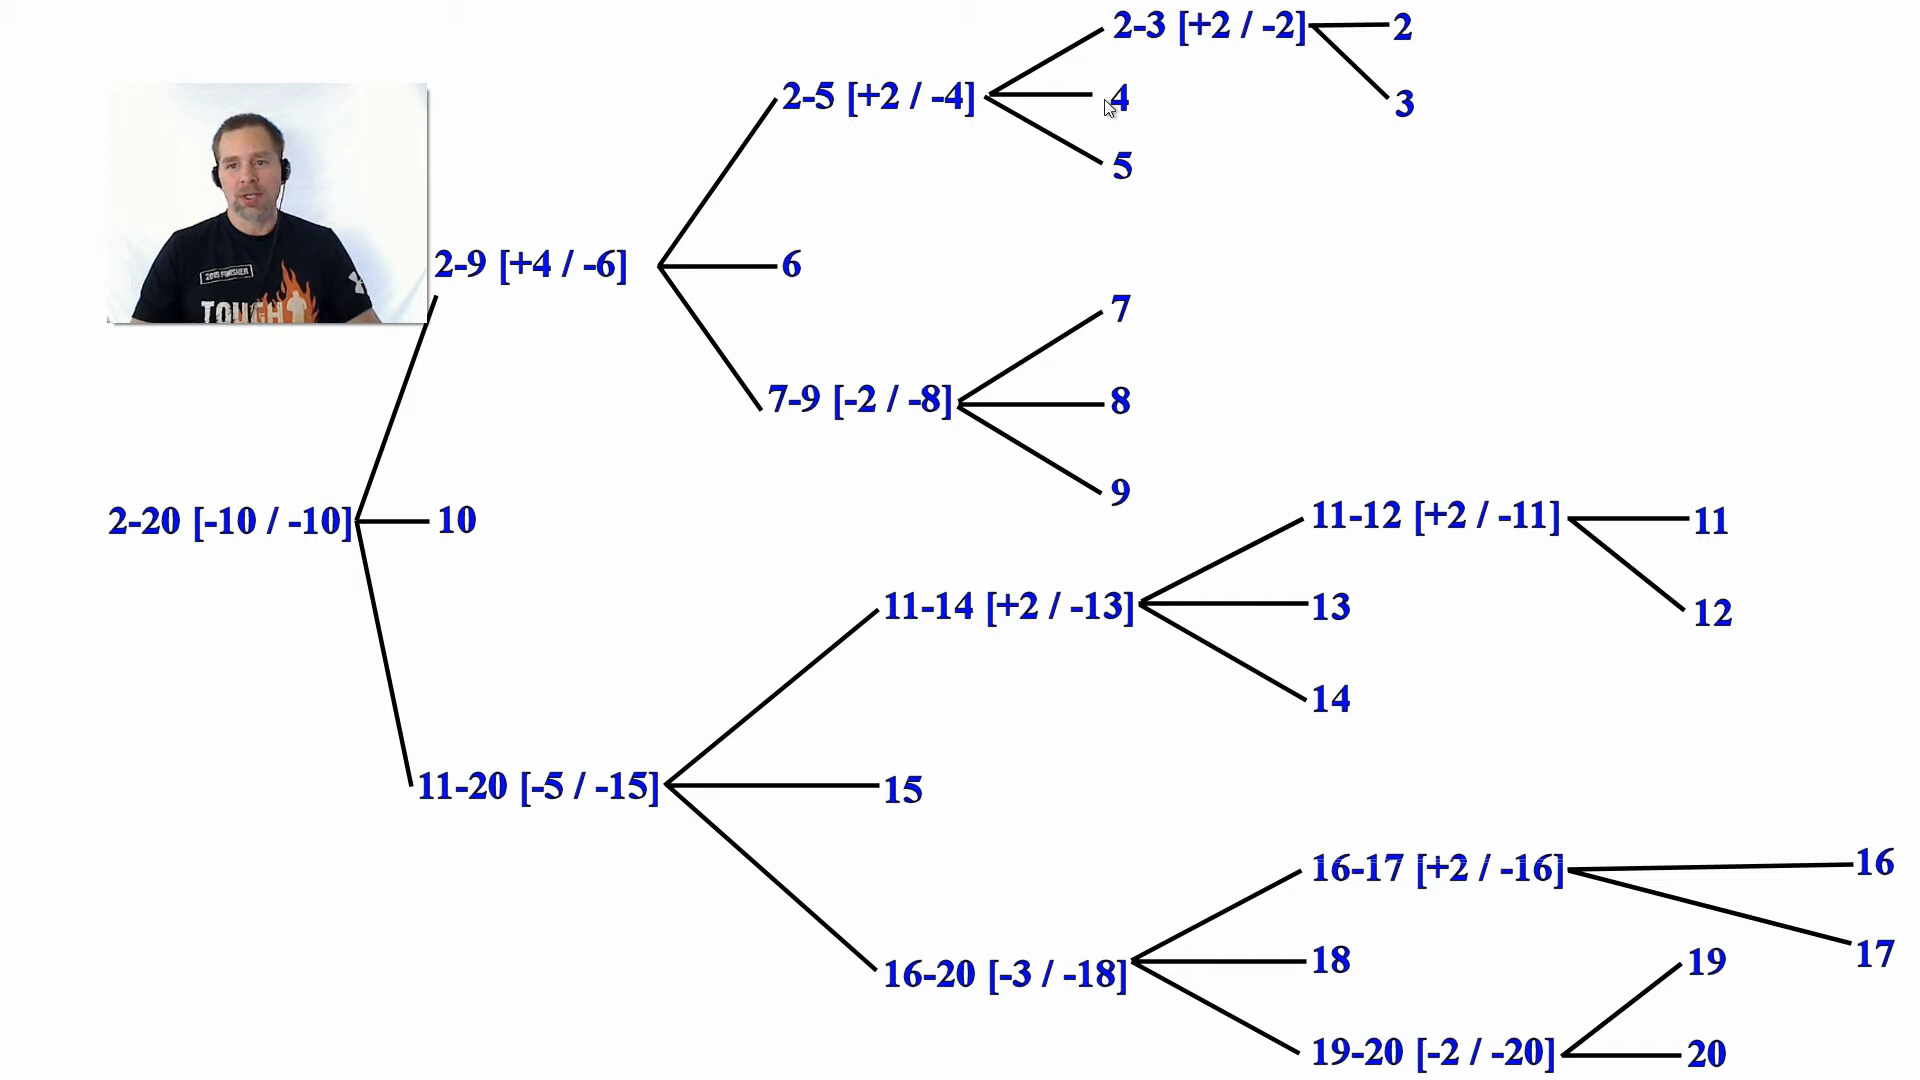 2-3 [+2 / -2]
2
3
2-5 [+2 / -4]
4
5
2-9 [+4 / -6]
6
7
7-9 [-2 / -8]
8
9
2015 FINISHER
TOUGH
2-20 [-10 / -10]
10
11-12 [+2 / -11]
11
12
11-14 [+2 / -13]
13
14
11-20 [-5 / -15]
15
16-17 [+2 / -16]
16
17
16-20 [-3 / -18]
18
19-20 [-2 / -20]
19
20